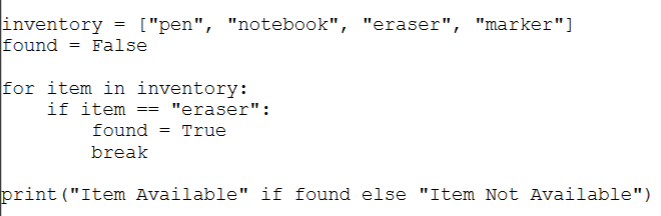 inventory = ["pen", "notebook", "eraser", "marker"]
found = False

for item in inventory:
    if item == "eraser":
        found = True
        break

print("Item Available" if found else "Item Not Available")